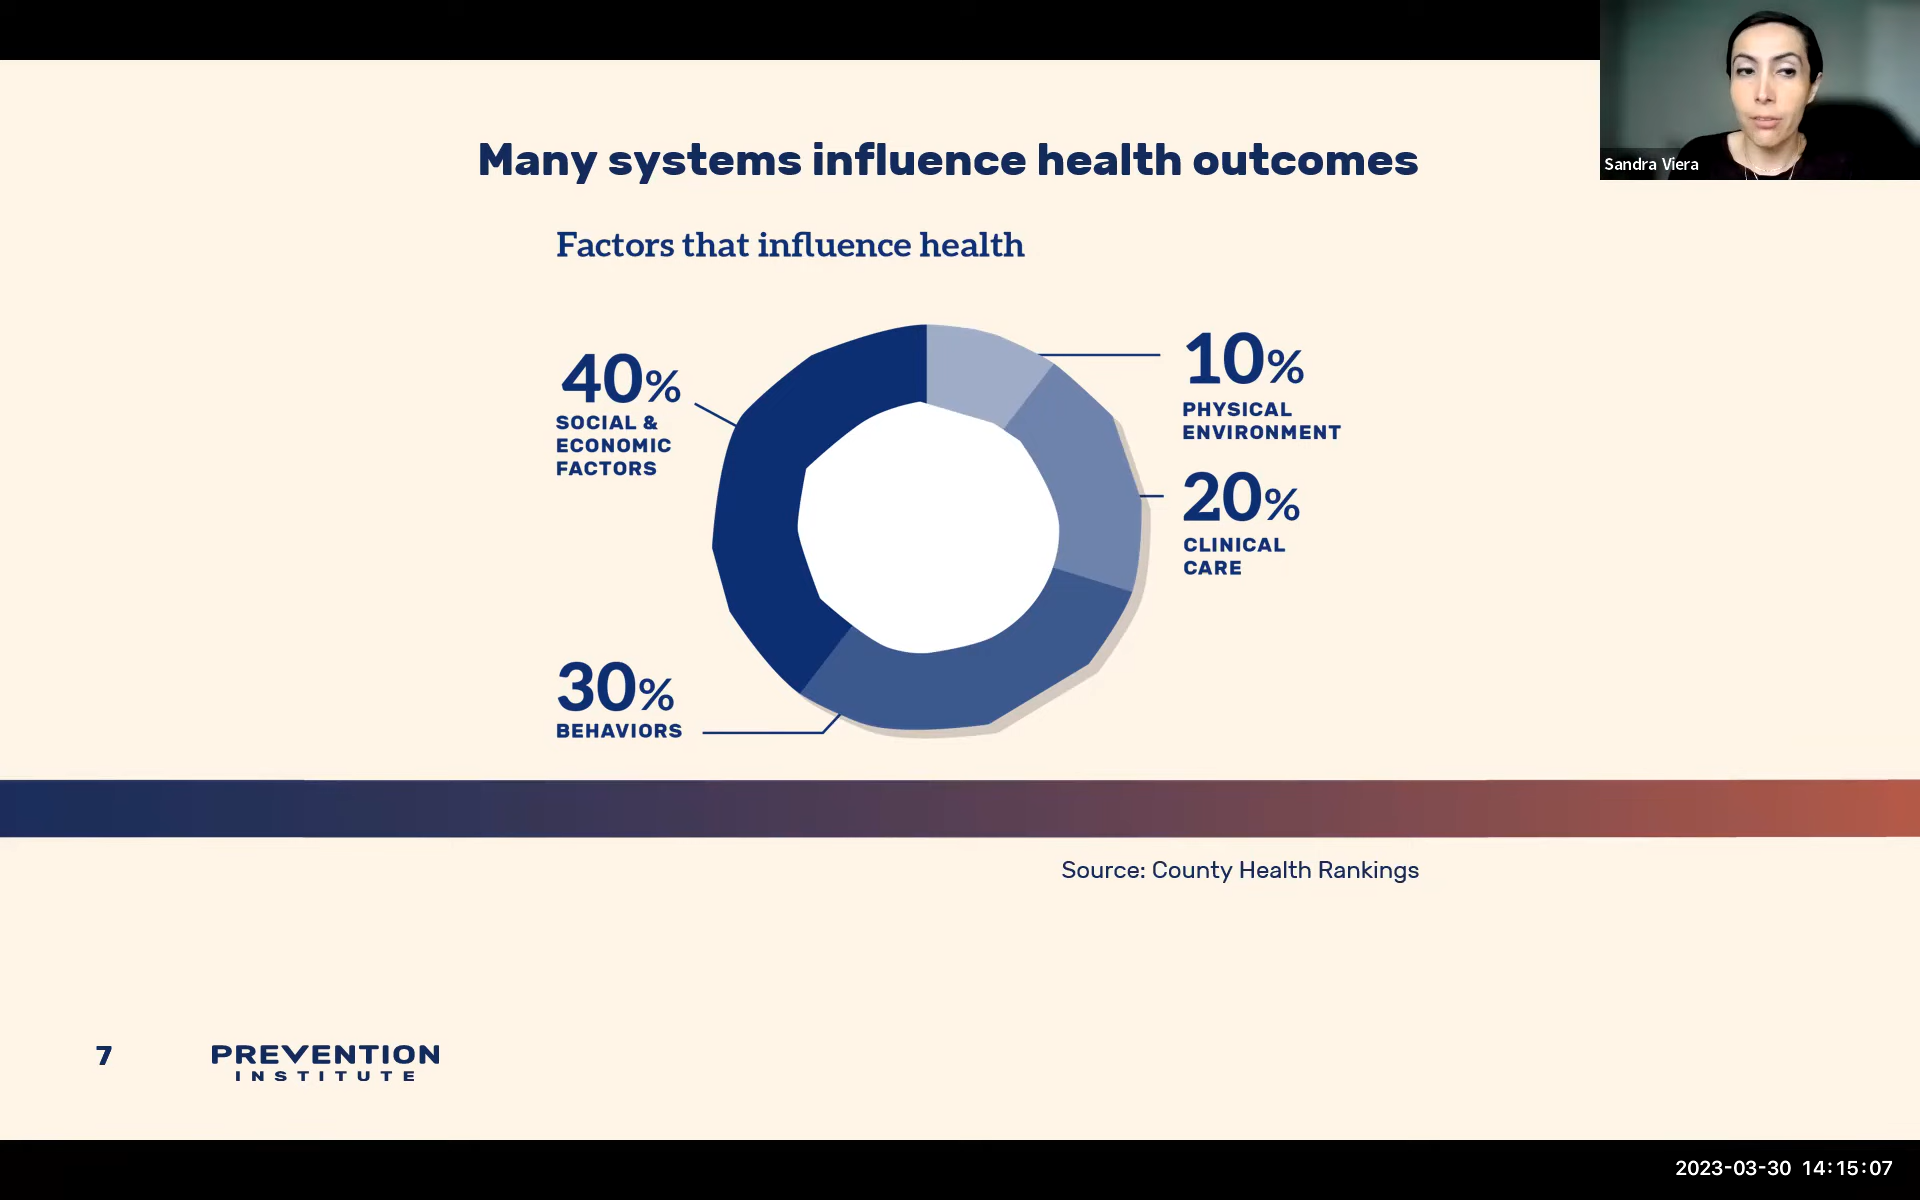 Sandra Viera
Many systems influence health outcomes
Factors that influence health
40%
SOCIAL &
ECONOMIC
FACTORS
10%
PHYSICAL
ENVIRONMENT
20%
CLINICAL
CARE
30%
BEHAVIORS
Source: County Health Rankings
7
PREVENTION
INSTITUTE
2023-03-30 14:15:07